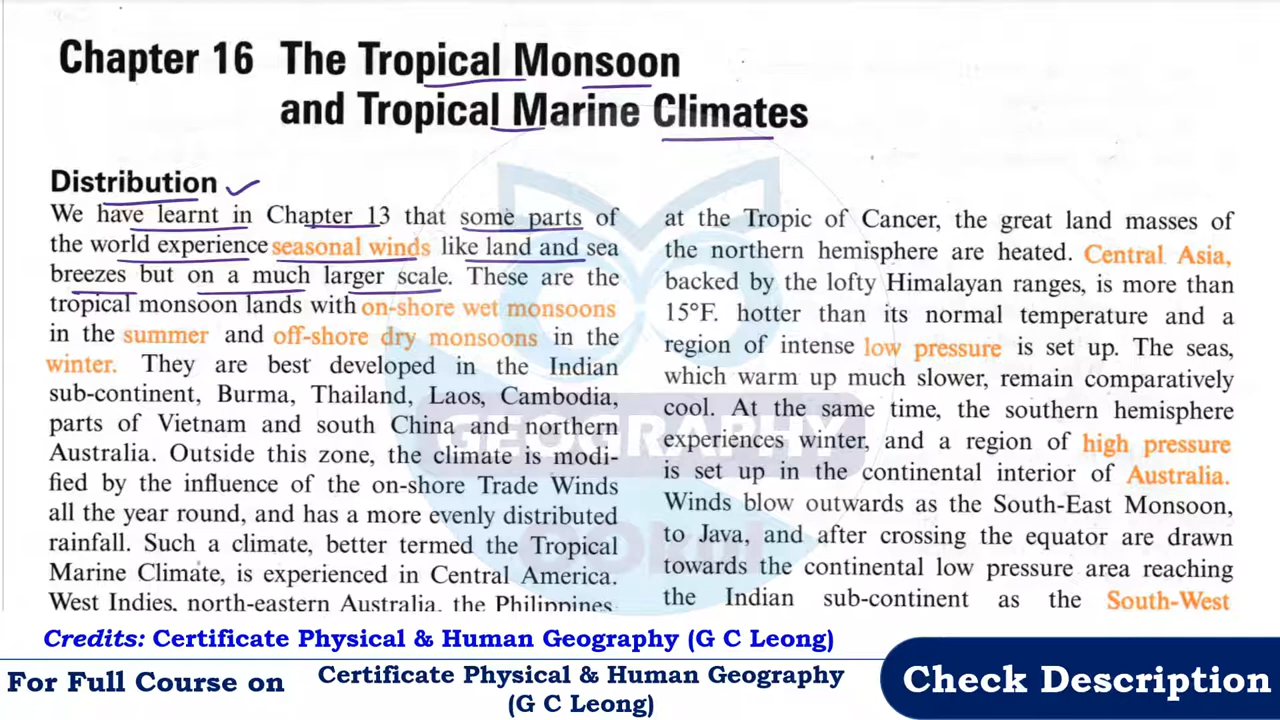 Chapter 16 The Tropical Monsoon
and Tropical Marine Climates
Distribution
We have learnt in Chapter 13 that some parts of
the world experience seasonal winds like land and sea
breezes but on a much larger scale. These are the
tropical monsoon lands with on-shore wet monsoons
in the summer and off-shore dry monsoons in the
winter. They are best developed in the Indian
sub-continent, Burma, Thailand, Laos, Cambodia,
parts of Vietnam and south China and northern
Australia. Outside this zone, the climate is modi-
fied by the influence of the on-shore Trade Winds
all the year round, and has a more evenly distributed
rainfall. Such a climate, better termed the Tropical
Marine Climate, is experienced in Central America.
West Indies, north-eastern Australia, the Philippines,
at the Tropic of Cancer, the great land masses of
the northern hemisphere are heated. Central Asia,
backed by the lofty Himalayan ranges, is more than
15°F. hotter than its normal temperature and a
region of intense low pressure is set up. The seas,
which warm up much slower, remain comparatively
cool. At the same time, the southern hemisphere
experiences winter, and a region of high pressure
is set up in the continental interior of Australia.
Winds blow outwards as the South-East Monsoon,
to Java, and after crossing the equator are drawn
towards the continental low pressure area reaching
the Indian sub-continent as the South-West
GEOGRAPHY
Credits: Certificate Physical & Human Geography (G C Leong)
For Full Course on
Certificate Physical & Human Geography
(G C Leong)
Check Description